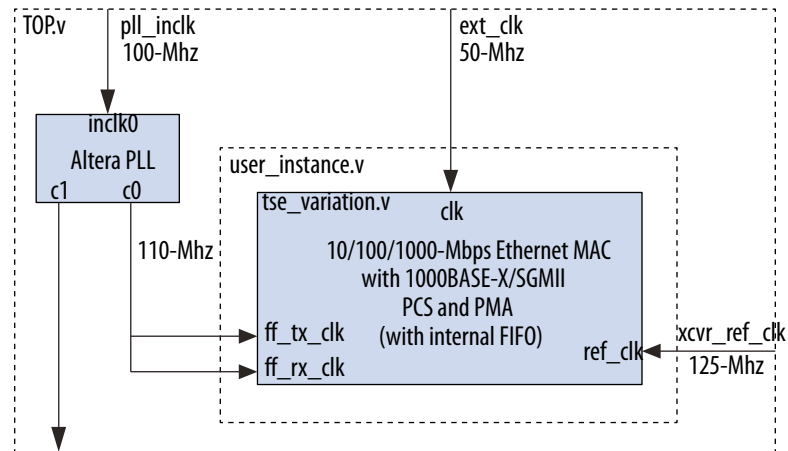 TOP.v
pll_inclk
100-Mhz
ext_clk
50-Mhz
inclk0
Altera PLL
c1
c0
user_instance.v
tse_variation.v
clk
110-Mhz
10/100/1000-Mbps Ethernet MAC
with 1000BASE-X/SGMII
PCS and PMA
(with internal FIFO)
ff_tx_clk
ff_rx_clk
ref_clk
xcvr_ref_clk
125-Mhz